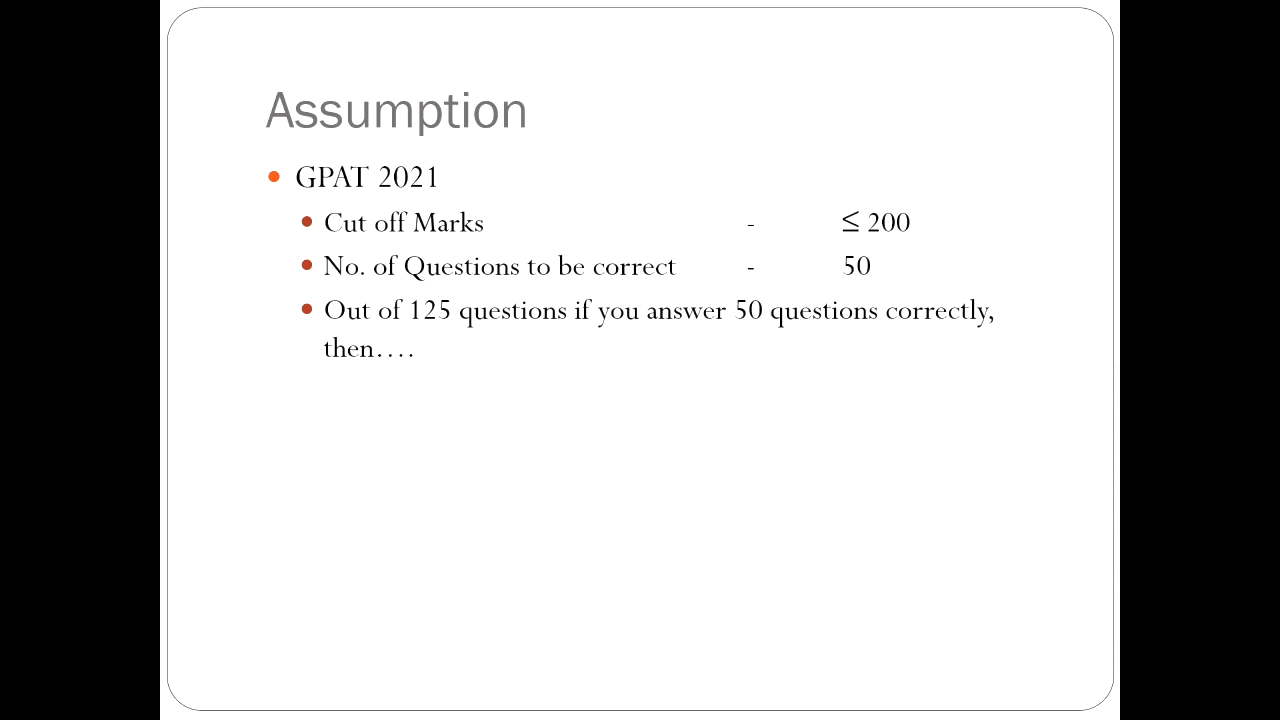 Assumption
GPAT 2021
Cut off Marks - ≤ 200
No. of Questions to be correct - 50
Out of 125 questions if you answer 50 questions correctly,
then….